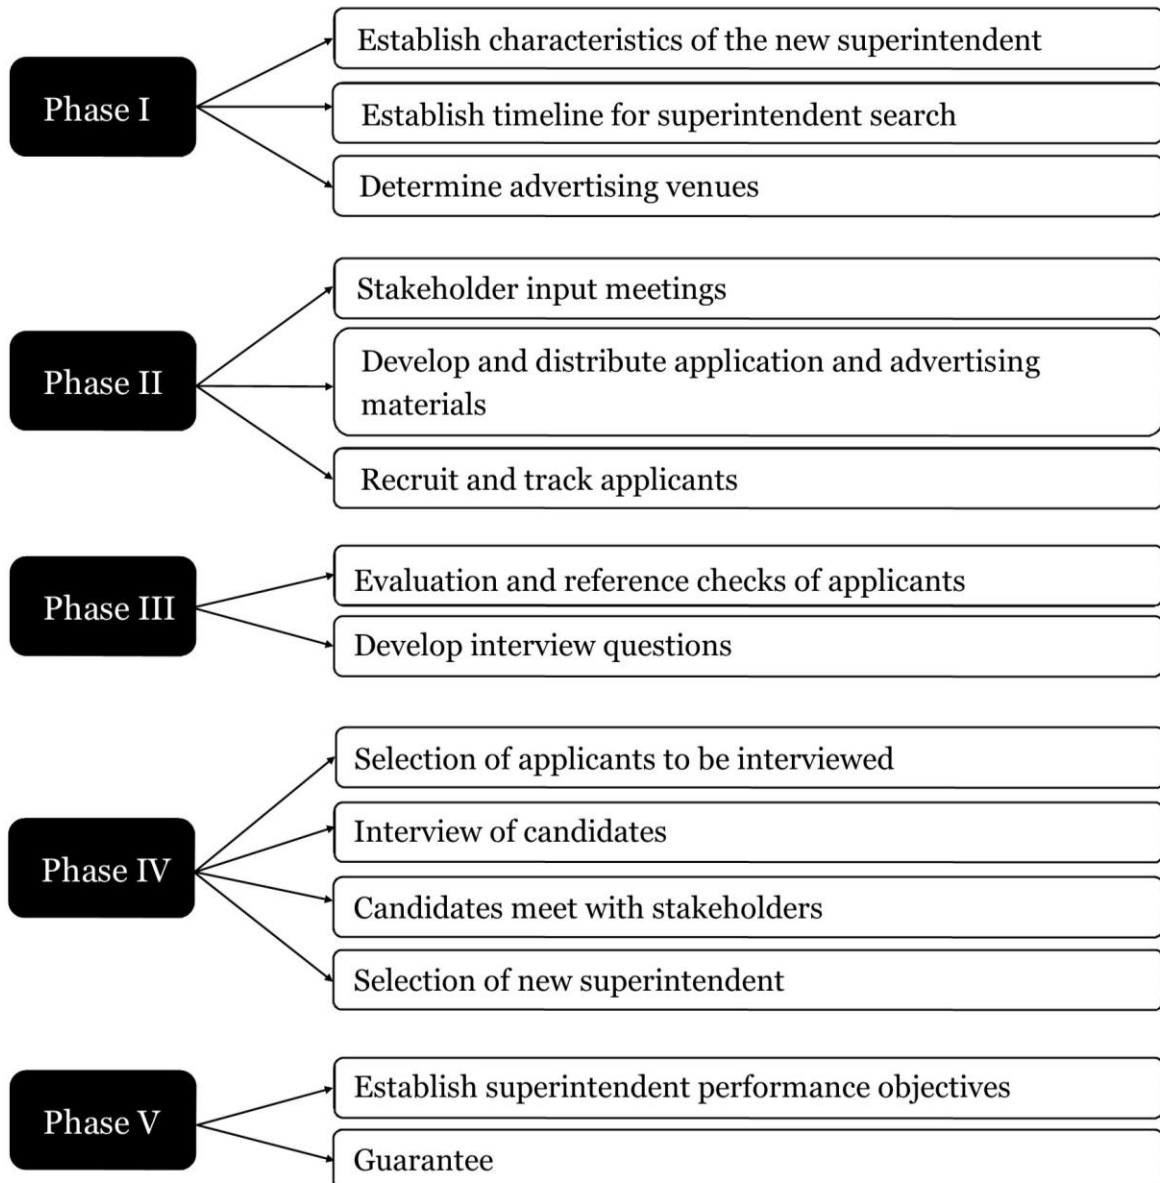 Phase I
Establish characteristics of the new superintendent
Establish timeline for superintendent search
Determine advertising venues
Phase II
Stakeholder input meetings
Develop and distribute application and advertising
materials
Recruit and track applicants
Phase III
Evaluation and reference checks of applicants
Develop interview questions
Phase IV
Selection of applicants to be interviewed
Interview of candidates
Candidates meet with stakeholders
Selection of new superintendent
Phase V
Establish superintendent performance objectives
Guarantee